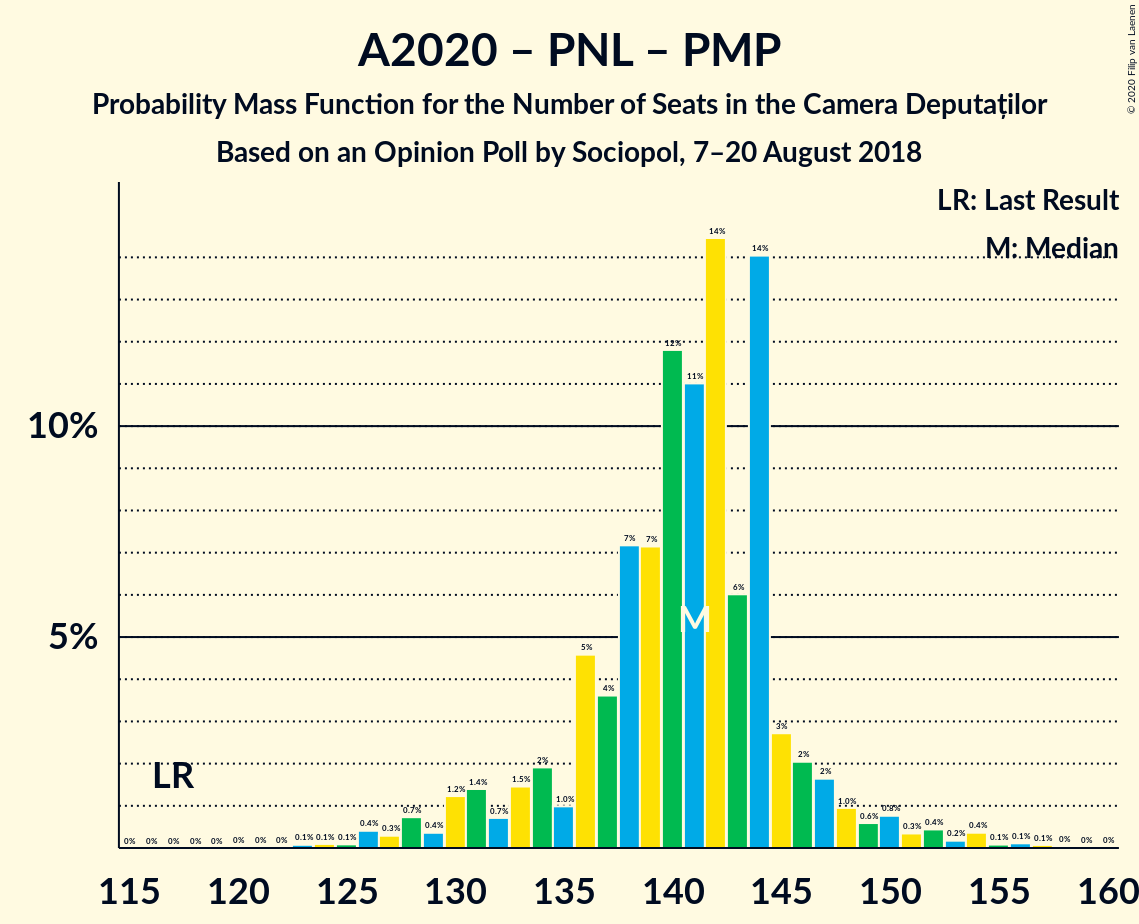 A2020 – PNL – PMP
Probability Mass Function for the Number of Seats in the Camera Deputaților
Based on an Opinion Poll by Sociopol, 7–20 August 2018
© 2020 Filip van Laenen
LR: Last Result
M: Median
10%
5%
LR
M
0% 0% 0% 0% 0% 0% 0% 0% 0.1% 0.1% 0.1% 0.4% 0.3% 0.7% 0.4% 1.2% 1.4% 0.7% 1.5% 2% 1.0% 5% 4% 7% 7% 12% 11% 14% 6% 14% 3% 2% 2% 1.0% 0.6% 0.8% 0.3% 0.4% 0.2% 0.4% 0.1% 0.1% 0.1% 0% 0% 0%
115 120 125 130 135 140 145 150 155 160